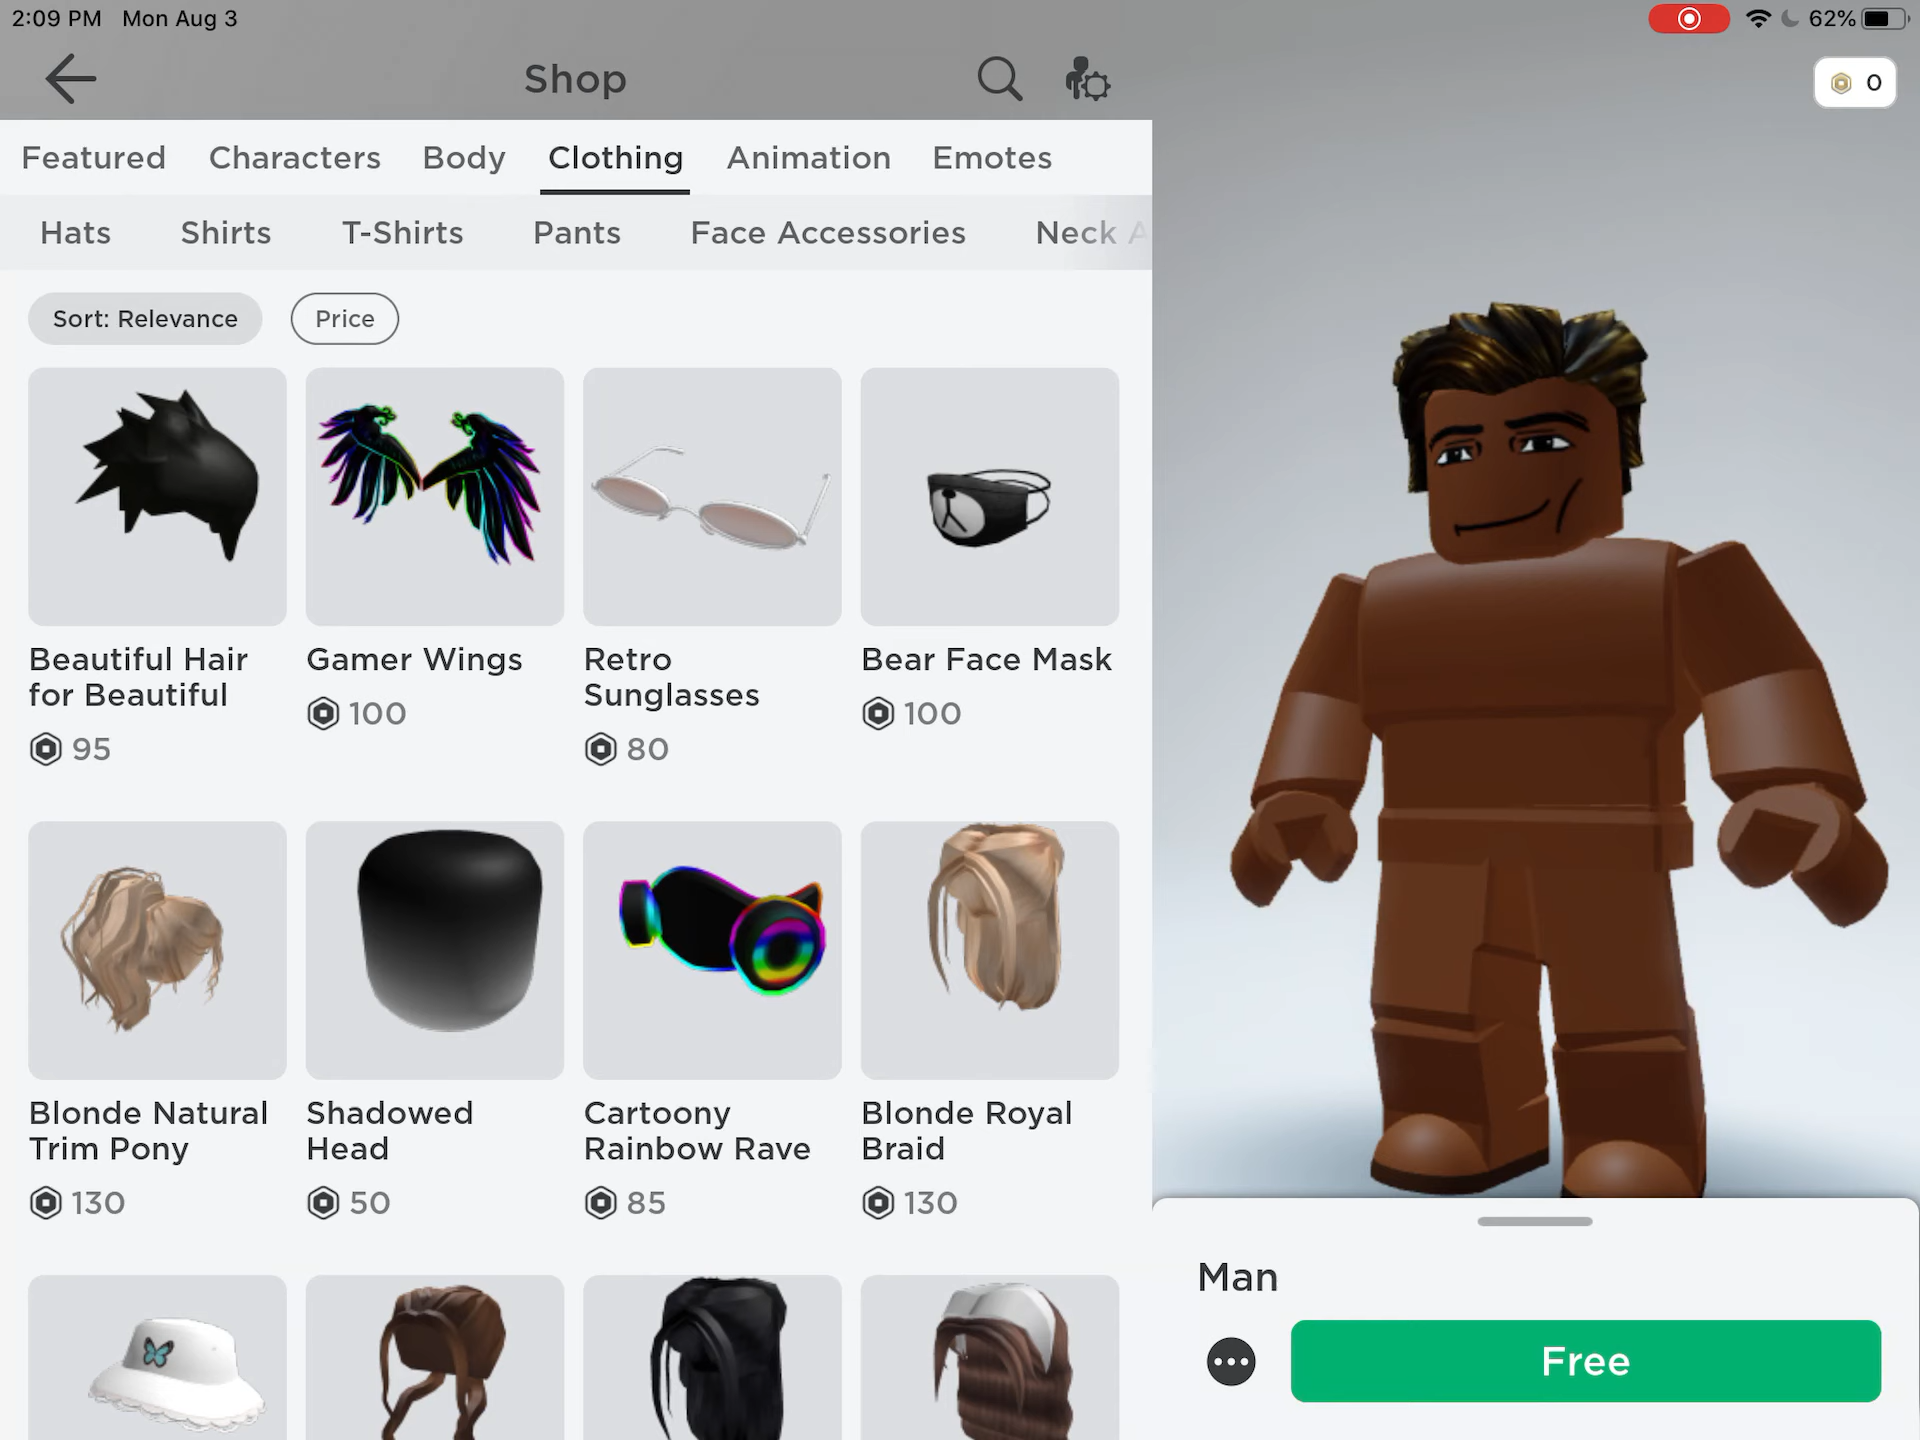 2:09 PM Mon Aug 3
62%
Shop
0
Featured Characters Body Clothing Animation Emotes
Hats Shirts T-Shirts Pants Face Accessories Neck A
Sort: Relevance Price
Beautiful Hair
for Beautiful
95
Gamer Wings
100
Retro
Sunglasses
80
Bear Face Mask
100
Blonde Natural
Trim Pony
130
Shadowed
Head
50
Cartoony
Rainbow Rave
85
Blonde Royal
Braid
130
Man
Free